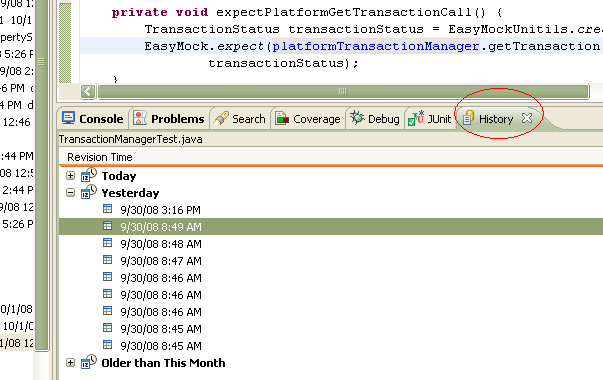 9/08 12
1 10/1
pertyS
5:26 P
9/08 2
-46 PM
4 PM d
12:46
:44 PM
9/08 5
2:44 P
9/08 12
5:26 P
0/1/08
10/1/0
1/08 12
private void expectPlatformGetTransactionCall() {
TransactionStatus transactionStatus = EasyMockUnitils.crea
EasyMock.expect(platformTransactionManager.getTransaction
transactionStatus);
}
Console Problems Search Coverage Debug JUnit History
TransactionManagerTest.java
Revision Time
Today
Yesterday
9/30/08 3:16 PM
9/30/08 8:49 AM
9/30/08 8:48 AM
9/30/08 8:47 AM
9/30/08 8:46 AM
9/30/08 8:46 AM
9/30/08 8:46 AM
9/30/08 8:45 AM
9/30/08 8:45 AM
Older than This Month